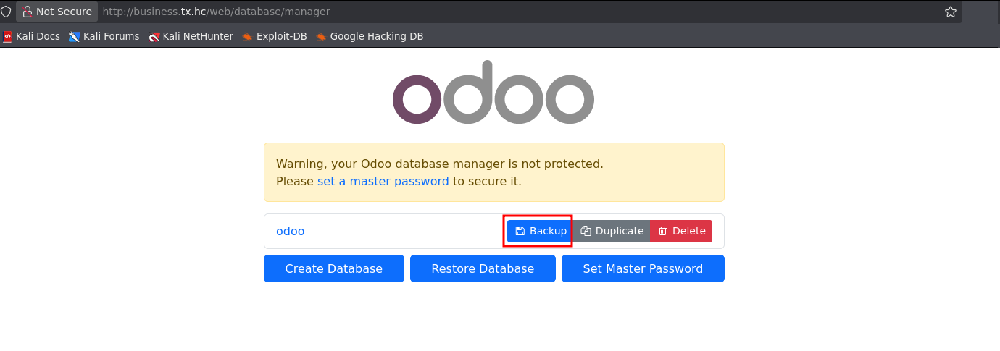 Not Secure http://business.tx.hc/web/database/manager
Kali Docs Kali Forums Kali NetHunter Exploit-DB Google Hacking DB
odoo
Warning, your Odoo database manager is not protected.
Please set a master password to secure it.
odoo Backup Duplicate Delete
Create Database Restore Database Set Master Password